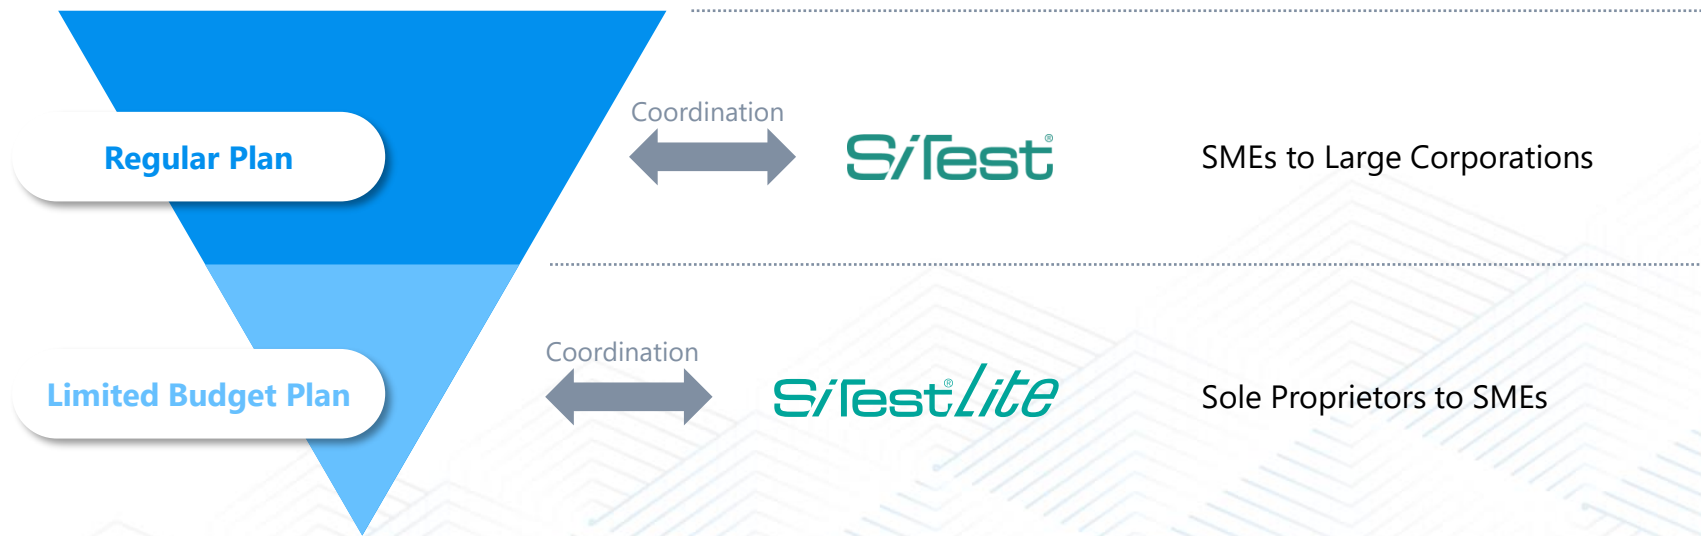 Coordination
Regular Plan
SiTest®
SMEs to Large Corporations
Coordination
Limited Budget Plan
SiTest® Lite
Sole Proprietors to SMEs